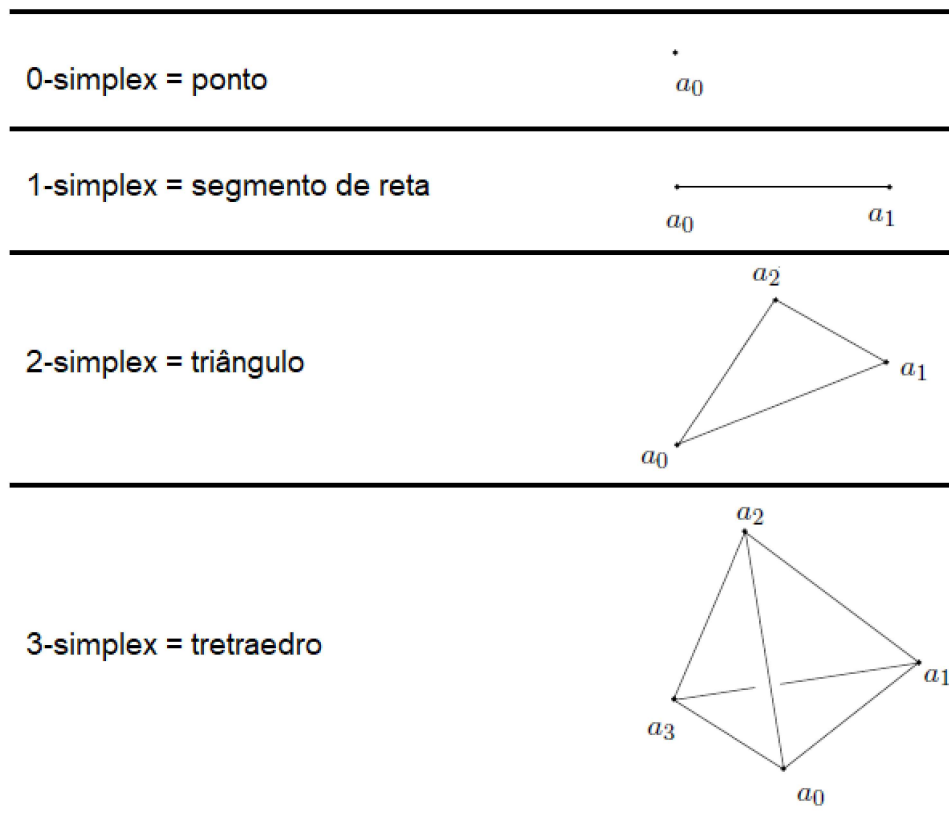 0-simplex = ponto
a0
1-simplex = segmento de reta
a0 a1
a2
2-simplex = triângulo
a1
a0
a2
3-simplex = tretraedro
a1
a3
a0